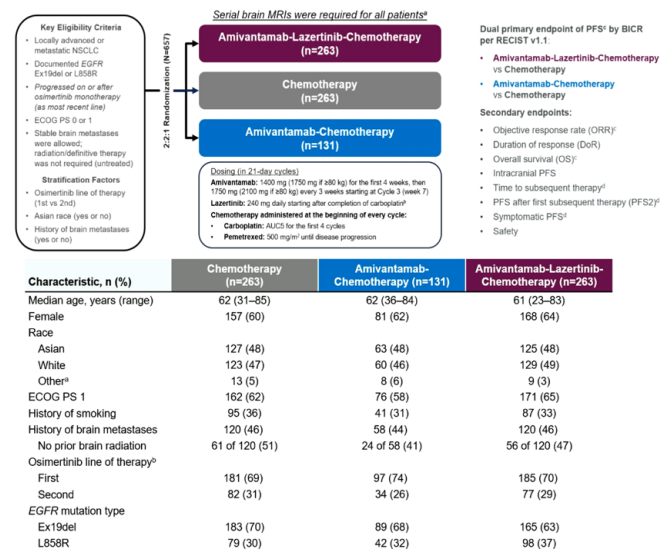 Serial brain MRIs were required for all patientsᵃ
Key Eligibility Criteria
• Locally advanced or
metastatic NSCLC
• Documented EGFR
Ex19del or L858R
• Progressed on or after
osimertinib monotherapy
(as most recent line)
• ECOG PS 0 or 1
• Stable brain metastases
were allowed;
radiation/definitive therapy
was not required (untreated)
Stratification Factors
• Osimertinib line of therapy
(1st vs 2nd)
• Asian race (yes or no)
• History of brain metastases
(yes or no)
2:2:1 Randomization (N=657)
Amivantamab-Lazertinib-Chemotherapy
(n=263)
Chemotherapy
(n=263)
Amivantamab-Chemotherapy
(n=131)
Dosing (in 21-day cycles)
Amivantamab: 1400 mg (1750 mg if ≥80 kg) for the first 4 weeks, then
1750 mg (2100 mg if ≥80 kg) every 3 weeks starting at Cycle 3 (week 7)
Lazertinib: 240 mg daily starting after completion of carboplatinᵇ
Chemotherapy administered at the beginning of every cycle:
• Carboplatin: AUC5 for the first 4 cycles
• Pemetrexed: 500 mg/m² until disease progression
Dual primary endpoint of PFSᶜ by BICR
per RECIST v1.1:
• Amivantamab-Lazertinib-Chemotherapy
vs Chemotherapy
• Amivantamab-Chemotherapy
vs Chemotherapy
Secondary endpoints:
• Objective response rate (ORR)ᶜ
• Duration of response (DoR)
• Overall survival (OS)ᶜ
• Intracranial PFS
• Time to subsequent therapyᵈ
• PFS after first subsequent therapy (PFS2)ᵈ
• Symptomatic PFSᵈ
• Safety
Characteristic, n (%) Chemotherapy (n=263) Amivantamab-Chemotherapy (n=131) Amivantamab-Lazertinib-Chemotherapy (n=263)
Median age, years (range) 62 (31–85) 62 (36–84) 61 (23–83)
Female 157 (60) 81 (62) 168 (64)
Race
Asian 127 (48) 63 (48) 125 (48)
White 123 (47) 60 (46) 129 (49)
Otherᵃ 13 (5) 8 (6) 9 (3)
ECOG PS 1 162 (62) 76 (58) 171 (65)
History of smoking 95 (36) 41 (31) 87 (33)
History of brain metastases 120 (46) 58 (44) 120 (46)
No prior brain radiation 61 of 120 (51) 24 of 58 (41) 56 of 120 (47)
Osimertinib line of therapyᵇ
First 181 (69) 97 (74) 185 (70)
Second 82 (31) 34 (26) 77 (29)
EGFR mutation type
Ex19del 183 (70) 89 (68) 165 (63)
L858R 79 (30) 42 (32) 98 (37)